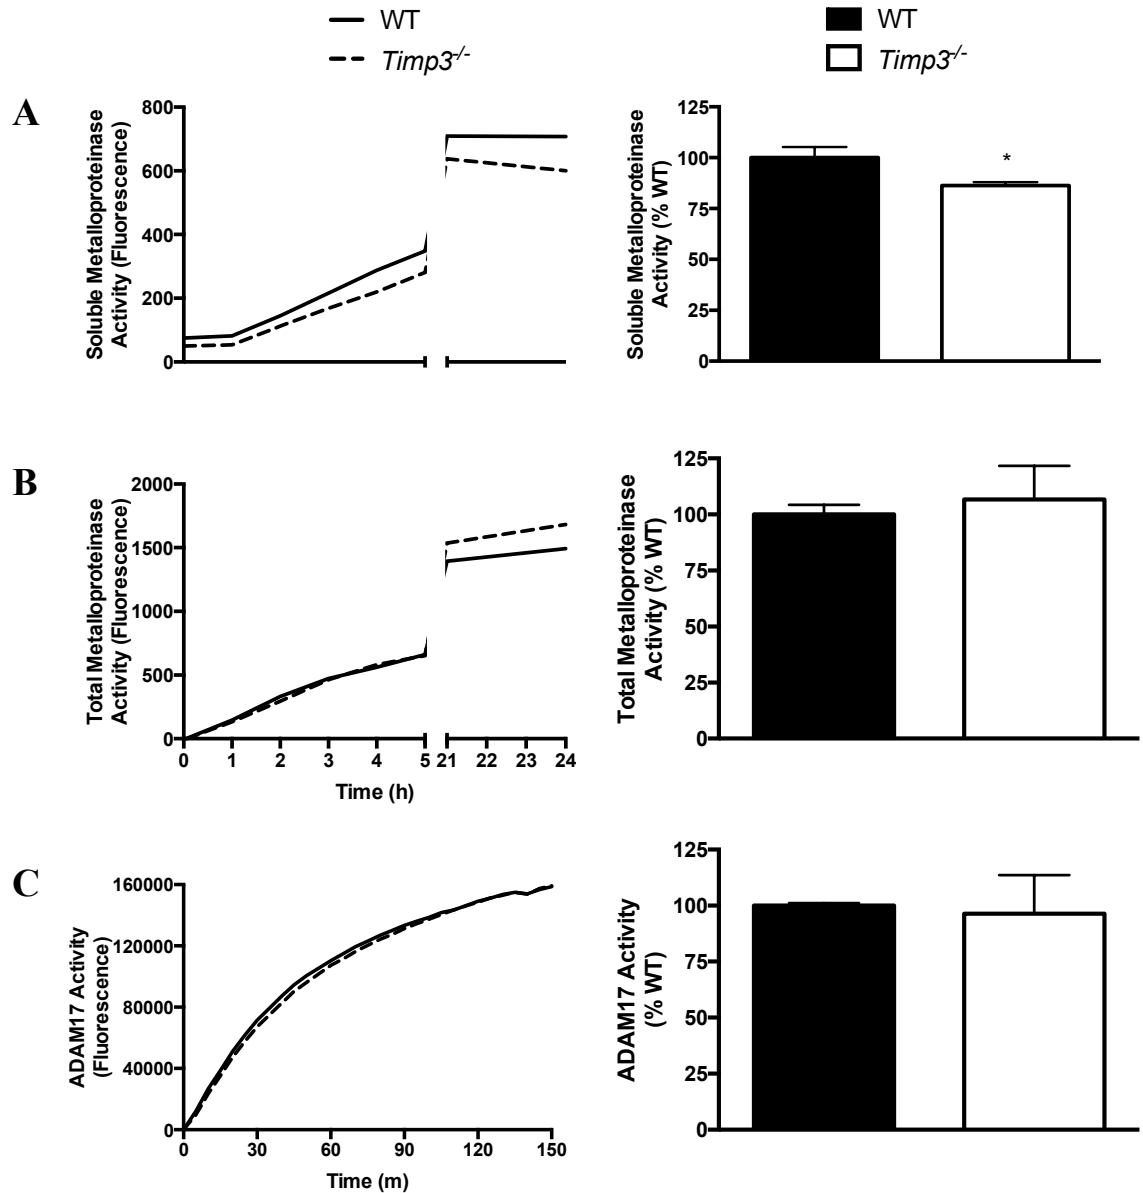 WT
Timp3-/-
WT
Timp3-/-
A
Soluble Metalloproteinase
Activity (Fluorescence)
800
600
400
200
0
Soluble Metalloproteinase
Activity (% WT)
125
100
75
50
25
0
*
B
Total Metalloproteinase
Activity (Fluorescence)
2000
1500
1000
500
0
0 1 2 3 4 5 21 22 23 24
Time (h)
Total Metalloproteinase
Activity (% WT)
125
100
75
50
25
0
C
ADAM17 Activity
(Fluorescence)
160000
120000
80000
40000
0
0 30 60 90 120 150
Time (m)
ADAM17 Activity
(% WT)
125
100
75
50
25
0